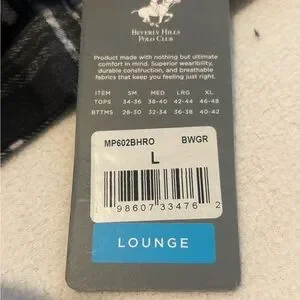 BEVERLY HILLS
POLO CLUB
Product made with nothing but ultimate
comfort in mind. Superior wearibility,
durable construction, and breathable
fabrics that keep you feeling just right.
ITEM SM MED LRG XL
TOPS 34-36 38-40 42-44 46-48
BTTMS 28-30 32-34 36-38 40-42
MP602BHRO BWGR
L
98607 33476 2
LOUNGE